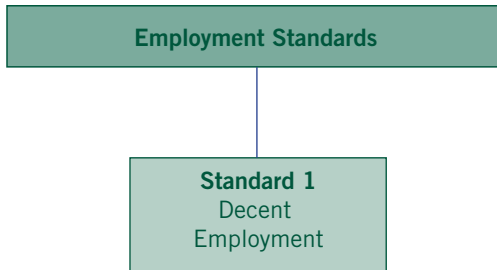 Employment Standards
Standard 1
Decent
Employment